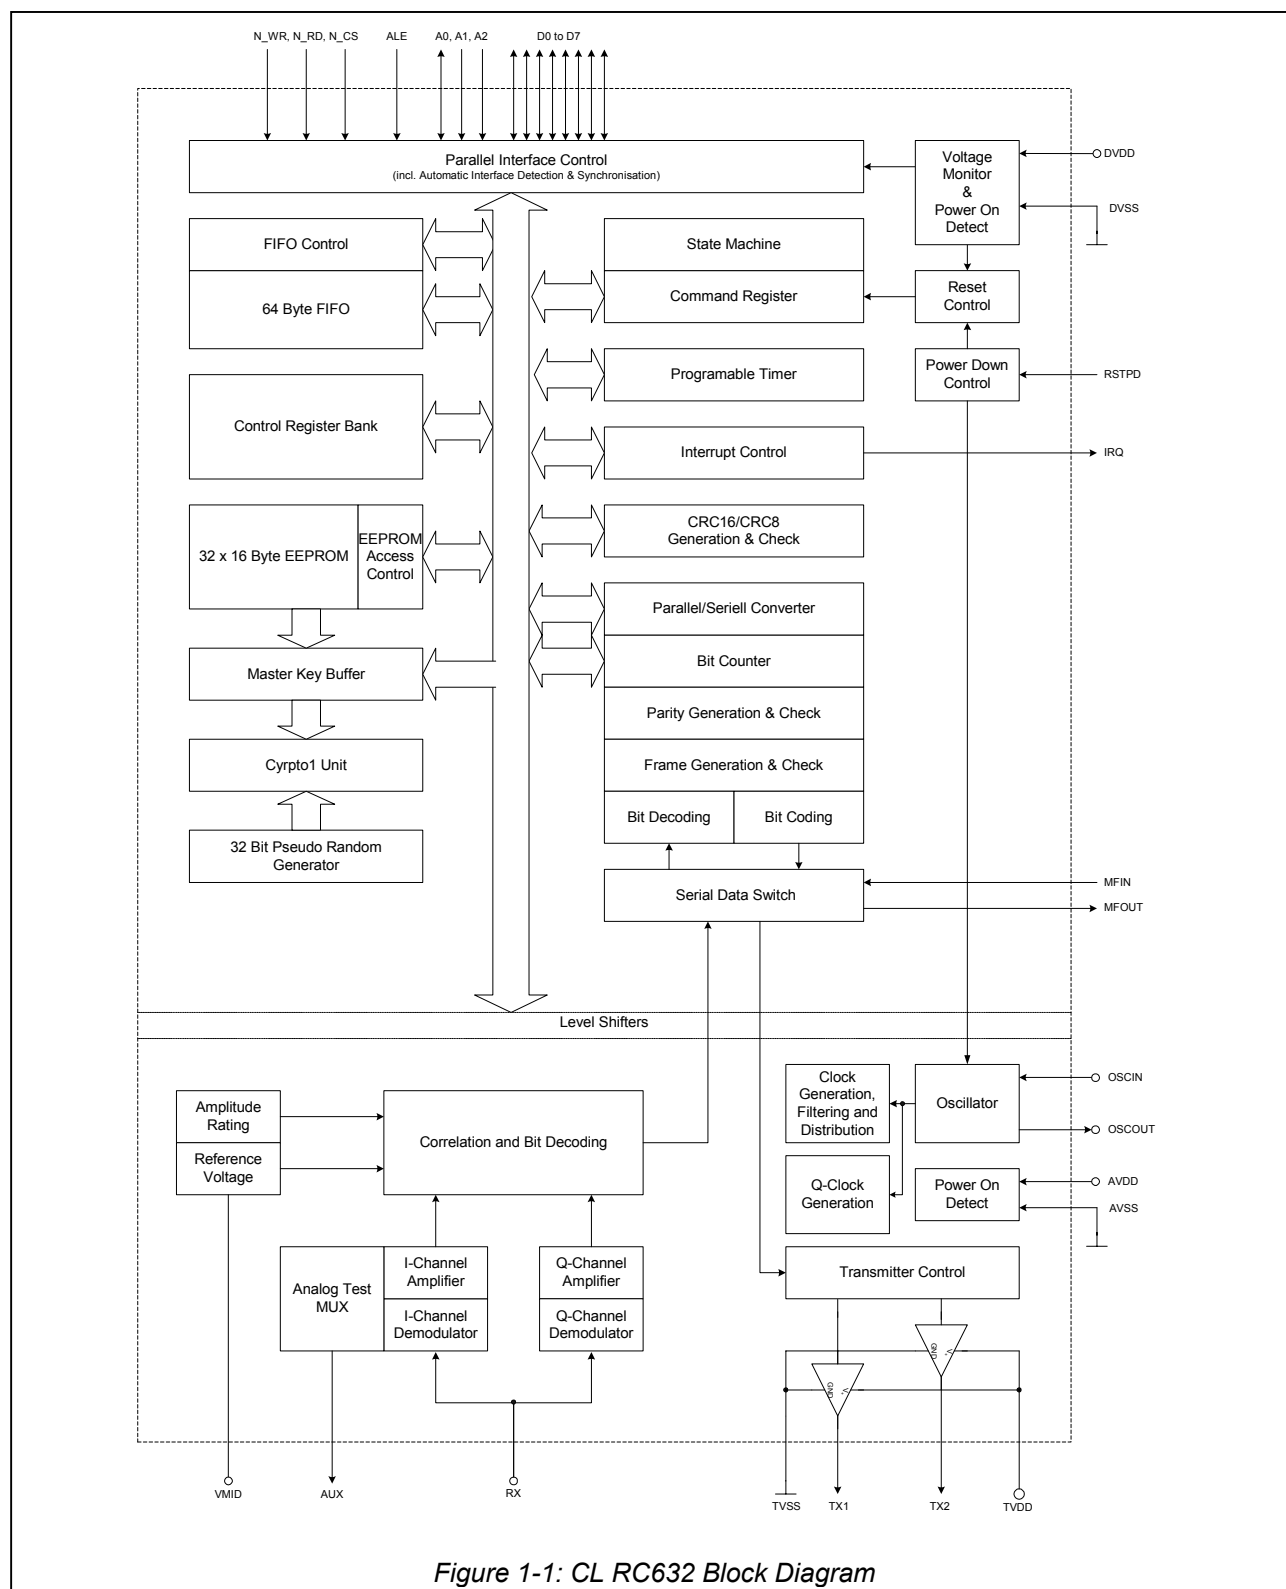 N_WR, N_RD, N_CS ALE A0, A1, A2 D0 to D7
Parallel Interface Control
(incl. Automatic Interface Detection & Synchronisation)
Voltage
Monitor
&
Power On
Detect
DVDD
DVSS
FIFO Control
64 Byte FIFO
State Machine
Command Register
Reset
Control
Programable Timer
Power Down
Control
RSTPD
Control Register Bank
Interrupt Control
IRQ
32 x 16 Byte EEPROM
EEPROM
Access
Control
CRC16/CRC8
Generation & Check
Parallel/Seriell Converter
Bit Counter
Master Key Buffer
Parity Generation & Check
Cyrpto1 Unit
Frame Generation & Check
Bit Decoding
Bit Coding
32 Bit Pseudo Random
Generator
Serial Data Switch
MFIN
MFOUT
Level Shifters
Amplitude
Rating
Reference
Voltage
Correlation and Bit Decoding
Clock
Generation,
Filtering and
Distribution
Oscillator
OSCIN
OSCOUT
Q-Clock
Generation
Power On
Detect
AVDD
AVSS
Analog Test
MUX
I-Channel
Amplifier
I-Channel
Demodulator
Q-Channel
Amplifier
Q-Channel
Demodulator
Transmitter Control
V+
GND
V+
GND
VMID
AUX
RX
TVSS
TX1
TX2
TVDD
Figure 1-1: CL RC632 Block Diagram